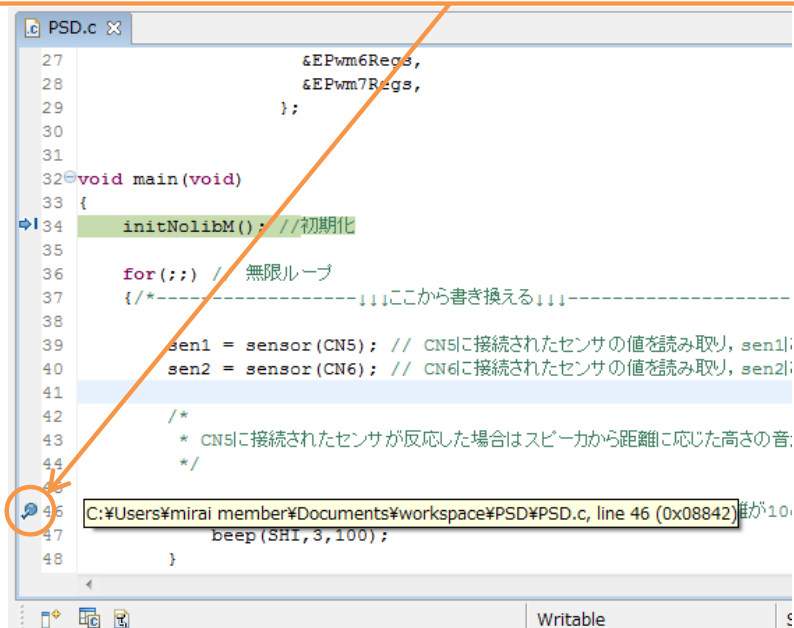 PSD.c
27 &EPwm6Regs,
28 &EPwm7Regs,
29 };
30
31
32 void main(void)
33 {
34 initNolibM(); //初期化
35
36 for(;;) // 無限ループ
37 {/*-------------------↓↓↓ここから書き換える↓↓↓--------------------
38
39 sen1 = sensor(CN5); // CN5に接続されたセンサの値を読み取り，sen1に
40 sen2 = sensor(CN6); // CN6に接続されたセンサの値を読み取り，sen2に
41
42 /*
43 * CN5に接続されたセンサが反応した場合はスピーカから距離に応じた高さの音
44 */
45
46 C:¥Users¥mirai member¥Documents¥workspace¥PSD¥PSD.c, line 46 (0x08842) 離が10
47 beep(SHI,3,100);
48 }
Writable